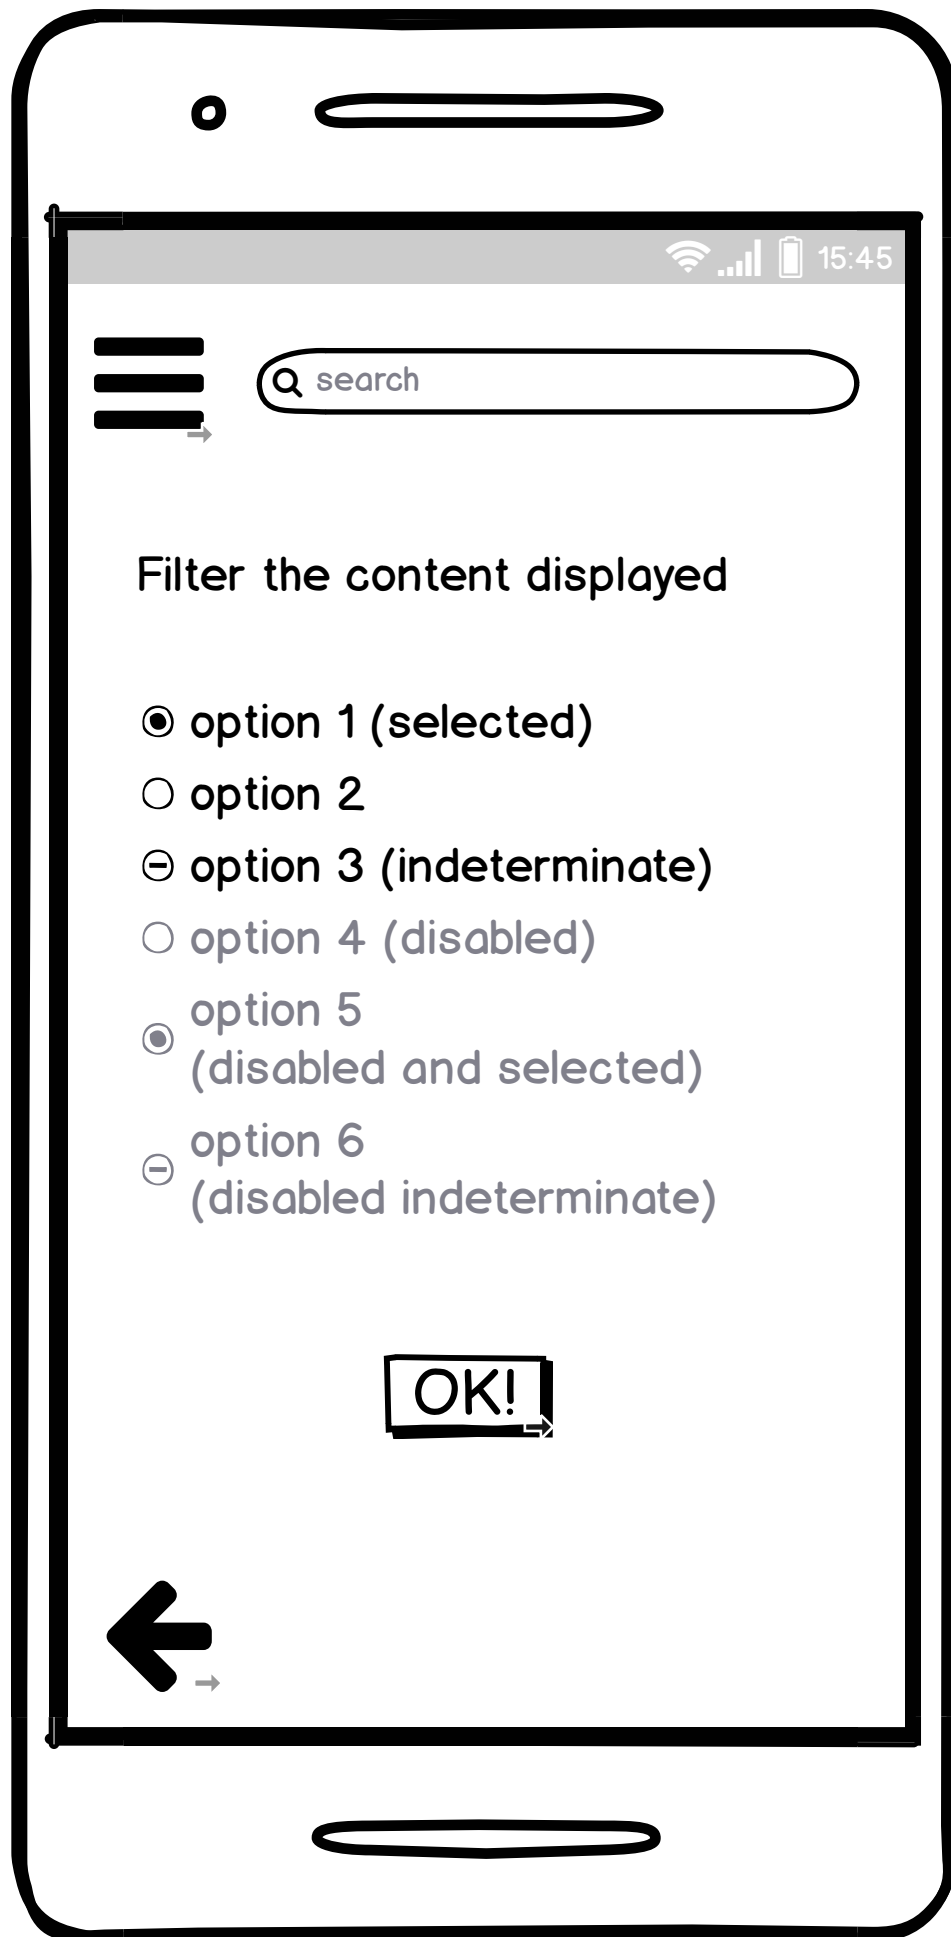 15:45
search
Filter the content displayed
option 1 (selected)
option 2
option 3 (indeterminate)
option 4 (disabled)
option 5
(disabled and selected)
option 6
(disabled indeterminate)
OK!